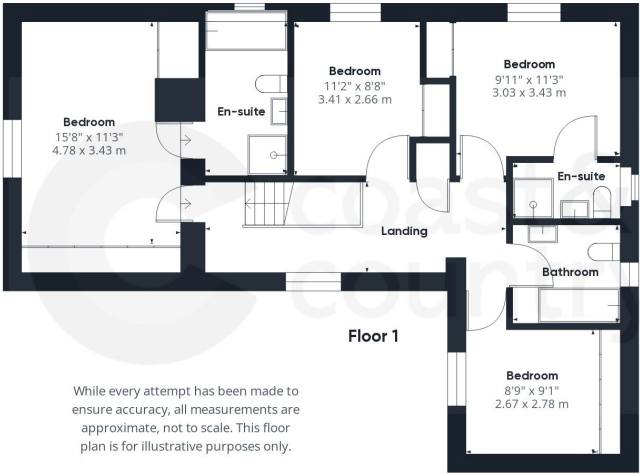 Bedroom
15'8" x 11'3"
4.78 x 3.43 m
En-suite
Bedroom
11'2" x 8'8"
3.41 x 2.66 m
Bedroom
9'11" x 11'3"
3.03 x 3.43 m
En-suite
Landing
Bathroom
Bedroom
8'9" x 9'1"
2.67 x 2.78 m
Floor 1
While every attempt has been made to
ensure accuracy, all measurements are
approximate, not to scale. This floor
plan is for illustrative purposes only.
coast &
country